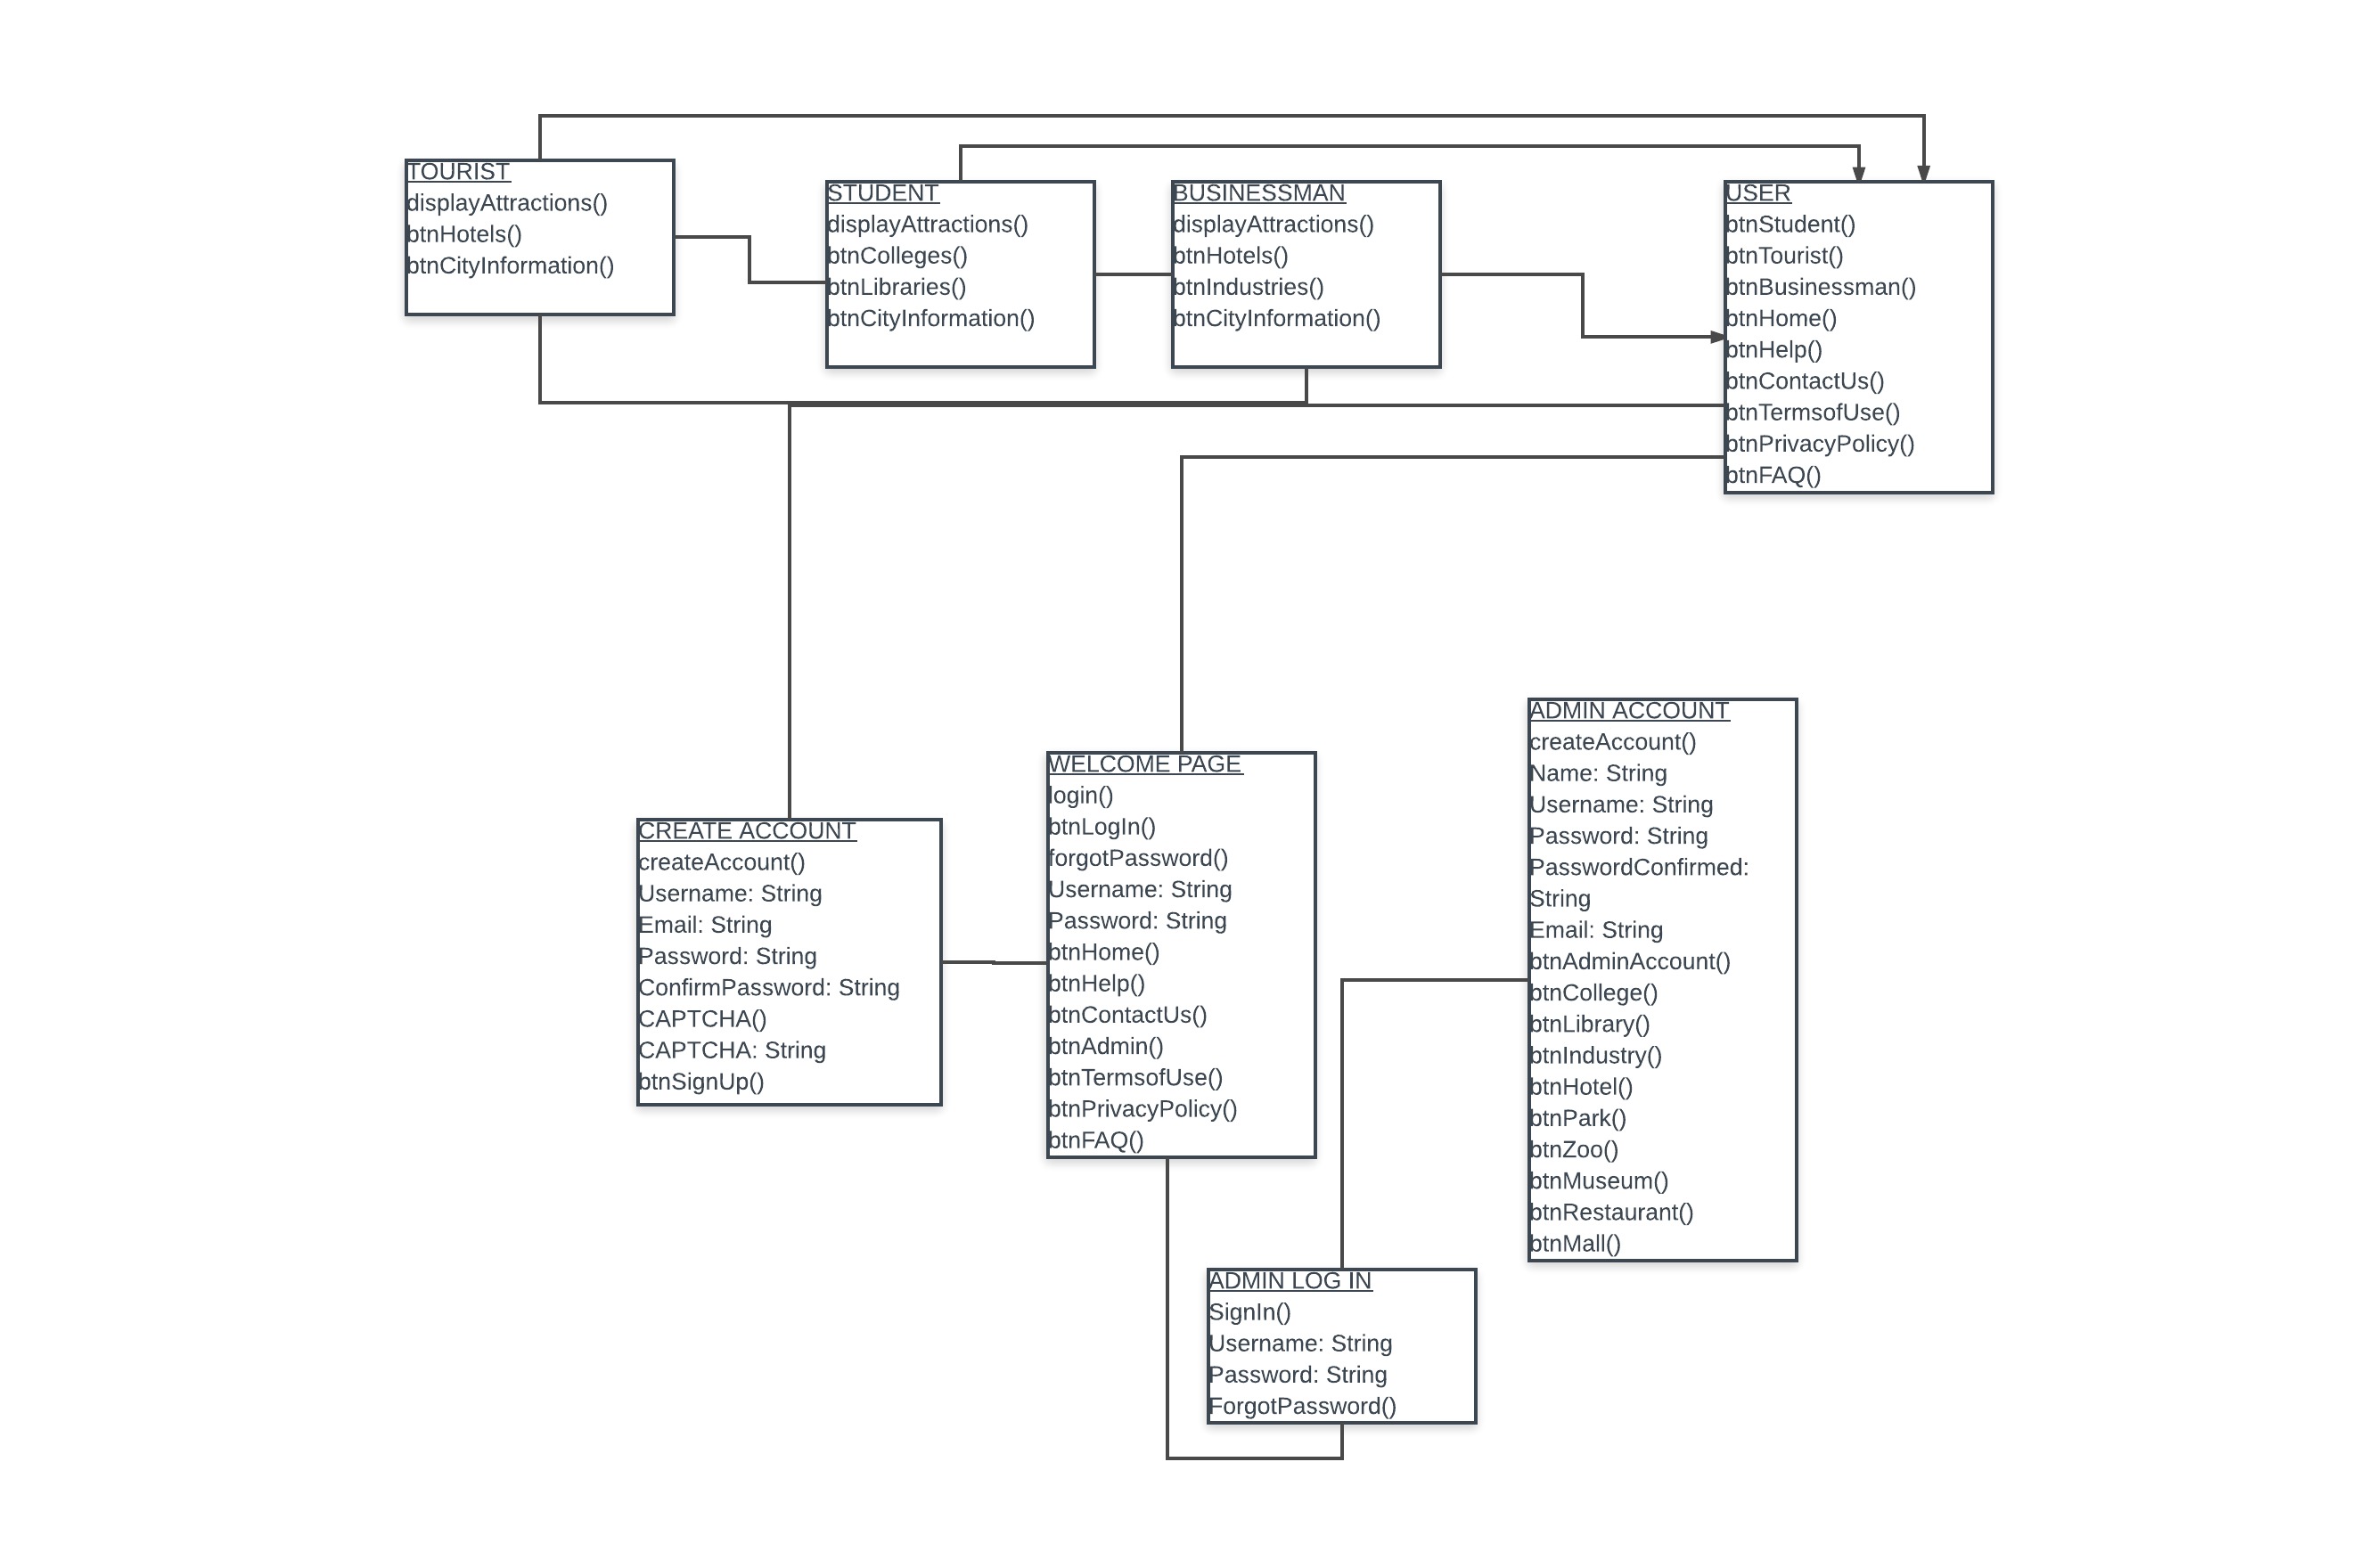 TOURIST
displayAttractions()
btnHotels()
btnCityInformation()
STUDENT
displayAttractions()
btnColleges()
btnLibraries()
btnCityInformation()
BUSINESSMAN
displayAttractions()
btnHotels()
btnIndustries()
btnCityInformation()
USER
btnStudent()
btnTourist()
btnBusinessman()
btnHome()
btnHelp()
btnContactUs()
btnTermsofUse()
btnPrivacyPolicy()
btnFAQ()
CREATE ACCOUNT
createAccount()
Username: String
Email: String
Password: String
ConfirmPassword: String
CAPTCHA()
CAPTCHA: String
btnSignUp()
WELCOME PAGE
login()
btnLogIn()
forgotPassword()
Username: String
Password: String
btnHome()
btnHelp()
btnContactUs()
btnAdmin()
btnTermsofUse()
btnPrivacyPolicy()
btnFAQ()
ADMIN ACCOUNT
createAccount()
Name: String
Username: String
Password: String
PasswordConfirmed:
String
Email: String
btnAdminAccount()
btnCollege()
btnLibrary()
btnIndustry()
btnHotel()
btnPark()
btnZoo()
btnMuseum()
btnRestaurant()
btnMall()
ADMIN LOG IN
SignIn()
Username: String
Password: String
ForgotPassword()